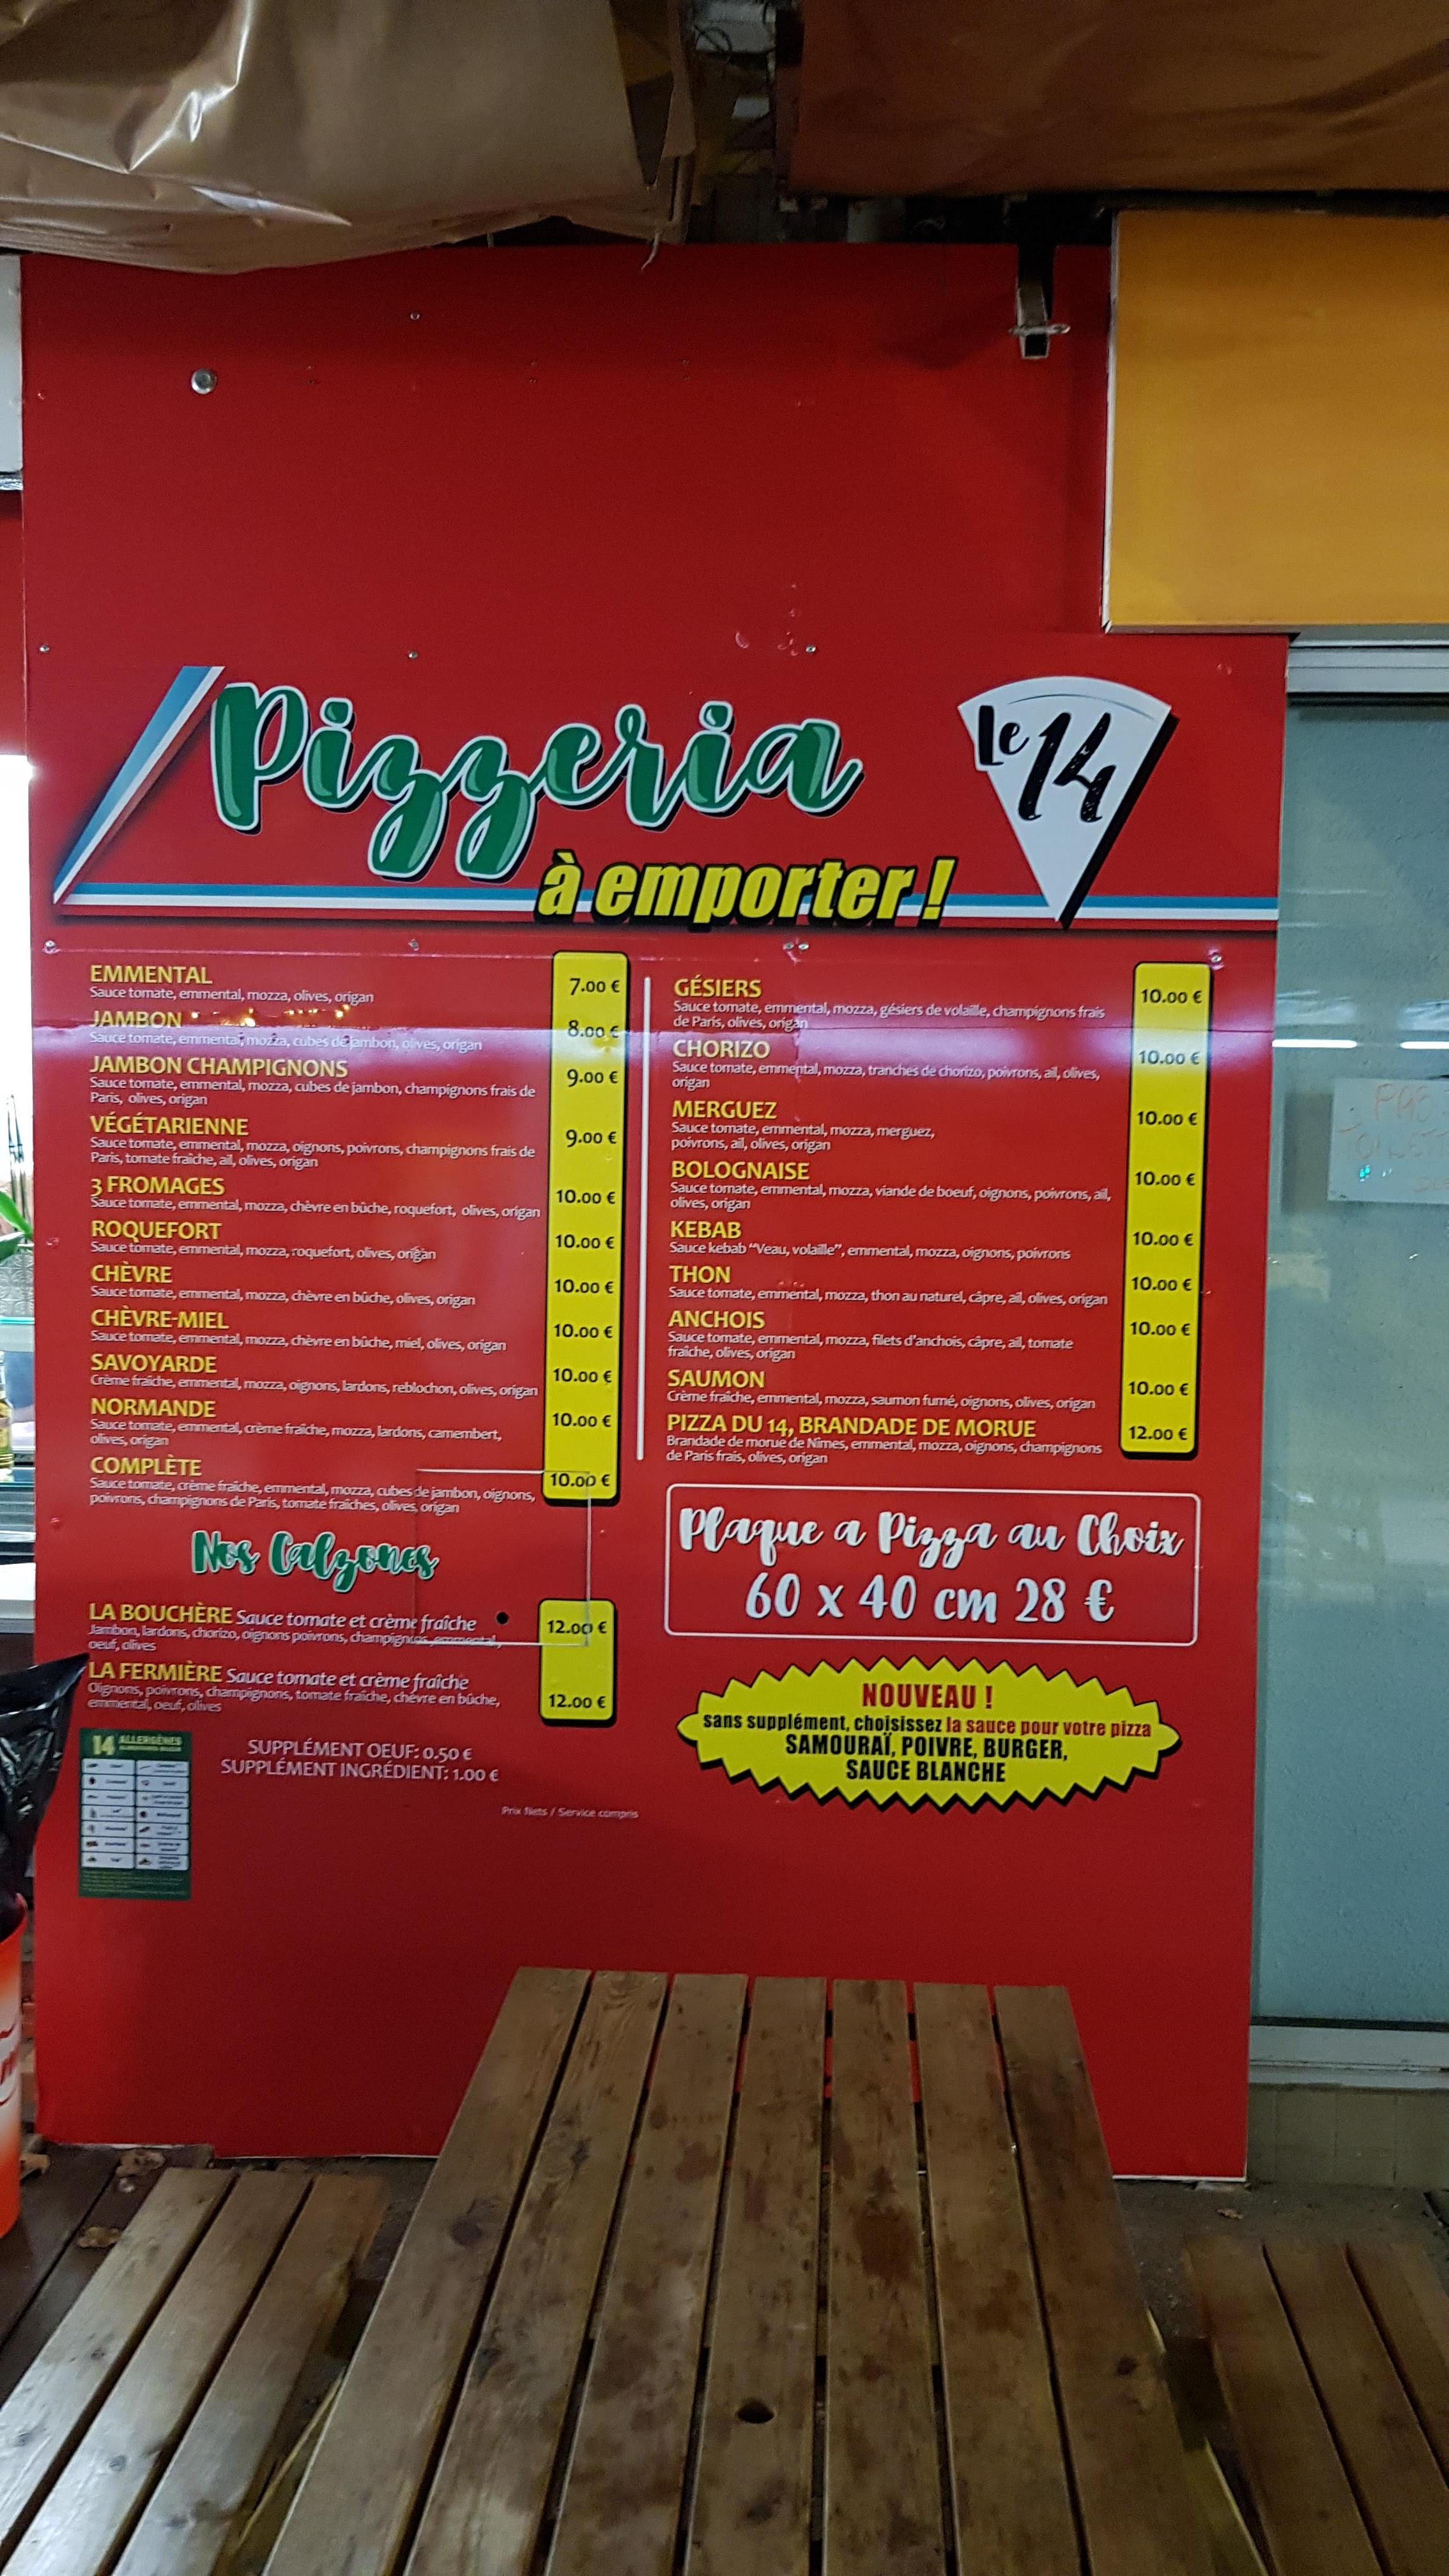 Pizzeria
le 14
à emporter !
EMMENTAL 7.00 €
Sauce tomate, emmental, mozza, olives, origan
JAMBON 8.00 €
Sauce tomate, emmental, mozza, cubes de jambon, olives, origan
JAMBON CHAMPIGNONS 9.00 €
Sauce tomate, emmental, mozza, cubes de jambon, champignons frais de
Paris, olives, origan
VÉGÉTARIENNE 9.00 €
Sauce tomate, emmental, mozza, oignons, poivrons, champignons frais de
Paris, tomate fraîche, ail, olives, origan
3 FROMAGES 10.00 €
Sauce tomate, emmental, mozza, chèvre en bûche, roquefort, olives, origan
ROQUEFORT 10.00 €
Sauce tomate, emmental, mozza, roquefort, olives, origan
CHÈVRE 10.00 €
Sauce tomate, emmental, mozza, chèvre en bûche, olives, origan
CHÈVRE-MIEL 10.00 €
Sauce tomate, emmental, mozza, chèvre en bûche, miel, olives, origan
SAVOYARDE 10.00 €
Crème fraîche, emmental, mozza, oignons, lardons, reblochon, olives, origan
NORMANDE 10.00 €
Sauce tomate, emmental, crème fraîche, mozza, lardons, camembert,
olives, origan
COMPLÈTE 10.00 €
Sauce tomate, crème fraîche, emmental, mozza, cubes de jambon, oignons,
poivrons, champignons de Paris, tomate fraîches, olives, origan
Nos Calzones
LA BOUCHÈRE Sauce tomate et crème fraîche 12.00 €
Jambon, lardons, chorizo, oignons poivrons, champignons, emmental,
oeuf, olives
LA FERMIÈRE Sauce tomate et crème fraîche 12.00 €
Oignons, poivrons, champignons, tomate fraîche, chèvre en bûche,
emmental, oeuf, olives
14 ALLERGÈNES
SUPPLÉMENT OEUF: 0.50 €
SUPPLÉMENT INGRÉDIENT: 1.00 €
Prix Nets / Service compris
GÉSIERS 10.00 €
Sauce tomate, emmental, mozza, gésiers de volaille, champignons frais
de Paris, olives, origan
CHORIZO 10.00 €
Sauce tomate, emmental, mozza, tranches de chorizo, poivrons, ail, olives,
origan
MERGUEZ 10.00 €
Sauce tomate, emmental, mozza, merguez,
poivrons, ail, olives, origan
BOLOGNAISE 10.00 €
Sauce tomate, emmental, mozza, viande de boeuf, oignons, poivrons, ail,
olives, origan
KEBAB 10.00 €
Sauce kebab "Veau, volaille", emmental, mozza, oignons, poivrons
THON 10.00 €
Sauce tomate, emmental, mozza, thon au naturel, câpre, ail, olives, origan
ANCHOIS 10.00 €
Sauce tomate, emmental, mozza, filets d'anchois, câpre, ail, tomate
fraîche, olives, origan
SAUMON 10.00 €
Crème fraîche, emmental, mozza, saumon fumé, oignons, olives, origan
PIZZA DU 14, BRANDADE DE MORUE 12.00 €
Brandade de morue de Nîmes, emmental, mozza, oignons, champignons
de Paris frais, olives, origan
Plaque a Pizza au Choix
60 x 40 cm 28 €
NOUVEAU !
sans supplément, choisissez la sauce pour votre pizza
SAMOURAÏ, POIVRE, BURGER,
SAUCE BLANCHE